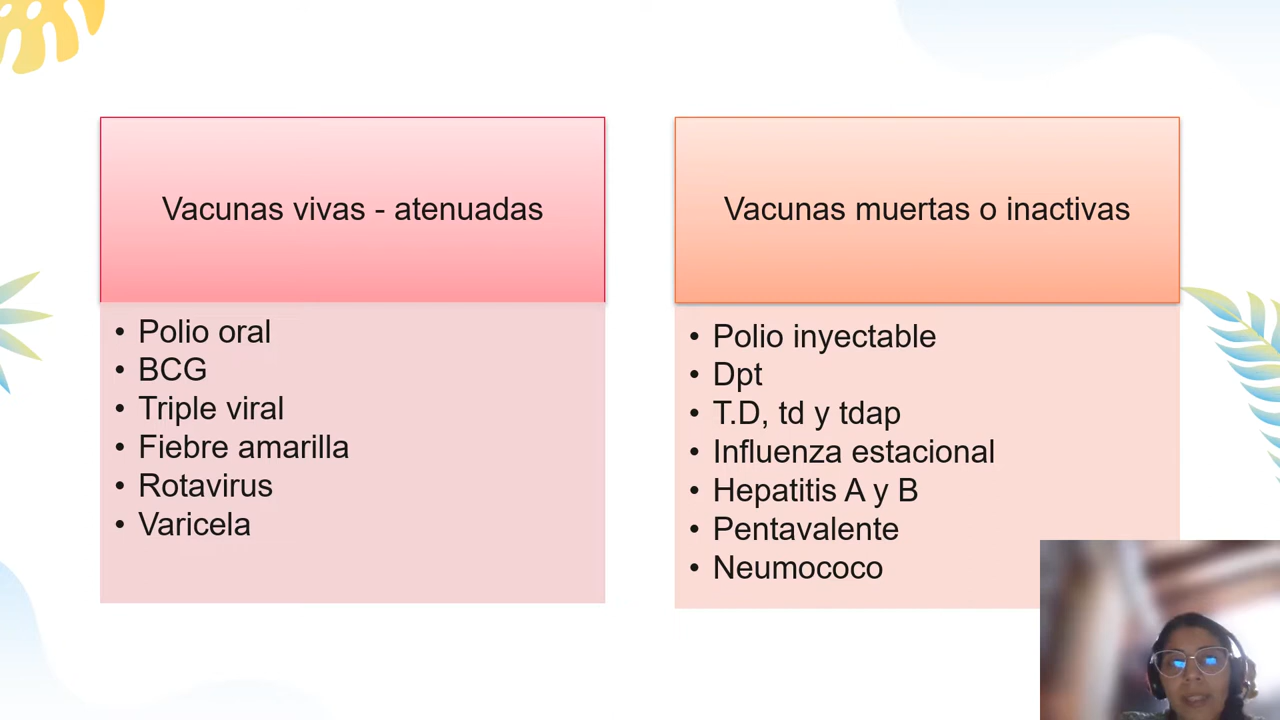 Vacunas vivas - atenuadas
• Polio oral
• BCG
• Triple viral
• Fiebre amarilla
• Rotavirus
• Varicela
Vacunas muertas o inactivas
• Polio inyectable
• Dpt
• T.D, td y tdap
• Influenza estacional
• Hepatitis A y B
• Pentavalente
• Neumococo